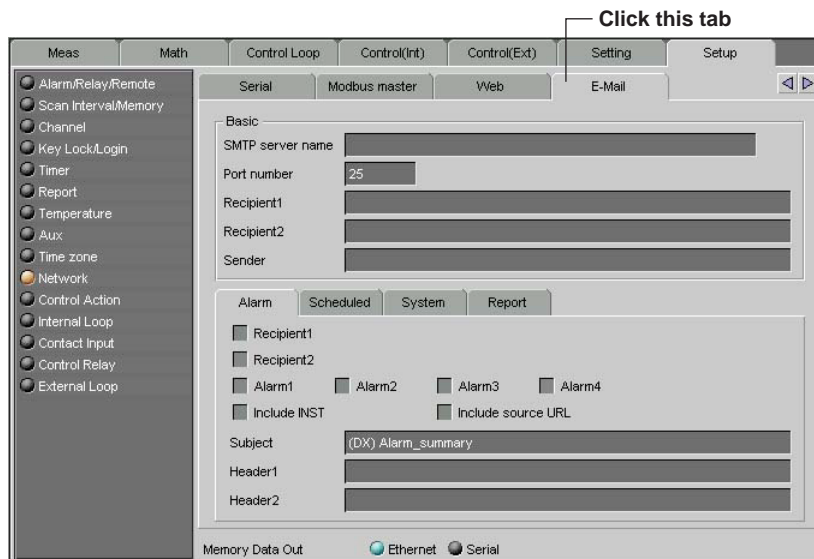 Click this tab
Meas Math Control Loop Control(Int) Control(Ext) Setting Setup
Alarm/Relay/Remote
Scan Interval/Memory
Channel
Key Lock/Login
Timer
Report
Temperature
Aux
Time zone
Network
Control Action
Internal Loop
Contact Input
Control Relay
External Loop
Serial Modbus master Web E-Mail
Basic
SMTP server name
Port number 25
Recipient1
Recipient2
Sender
Alarm Scheduled System Report
Recipient1
Recipient2
Alarm1 Alarm2 Alarm3 Alarm4
Include INST Include source URL
Subject (DX) Alarm_summary
Header1
Header2
Memory Data Out Ethernet Serial